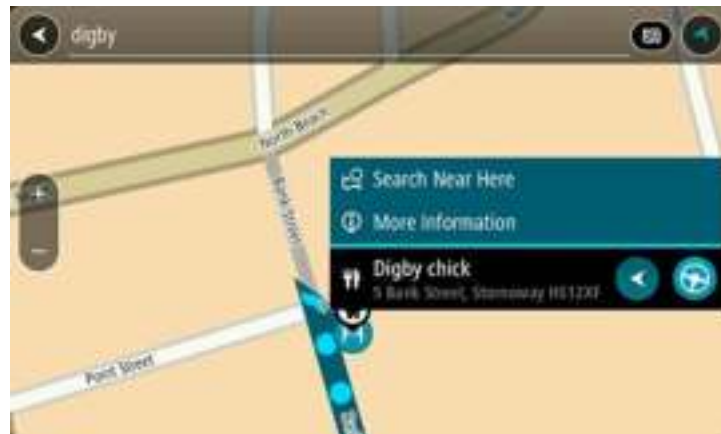 digby
North Beach
Bank Street
Search Near Here
More Information
Digby chick
5 Bank Street, Stornoway HS12XF
Point Street